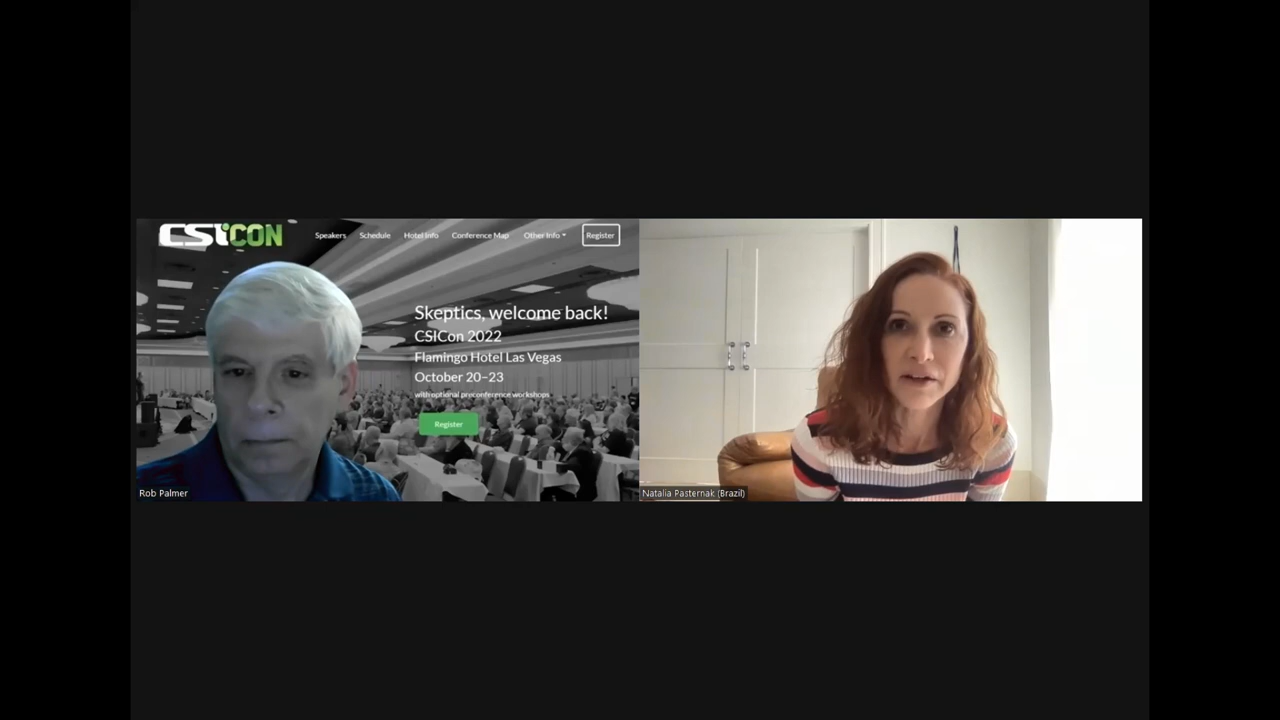 CSICON
Speakers Schedule Hotel Info Conference Map Other Info Register
Skeptics, welcome back!
CSICon 2022
Flamingo Hotel Las Vegas
October 20–23
with optional preconference workshops
Register
Rob Palmer
Natalia Pasternak (Brazil)